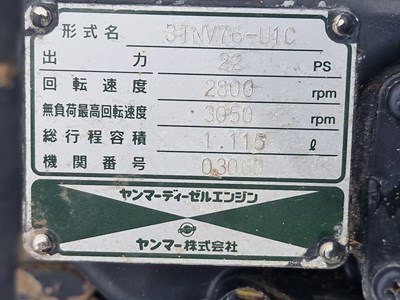 形式名 3TNV76-U1C
出力 22 PS
回転速度 2800 rpm
無負荷最高回転速度 3050 rpm
総行程容積 1.115 ℓ
機関番号
ヤンマーディーゼルエンジン
ヤンマー株式会社